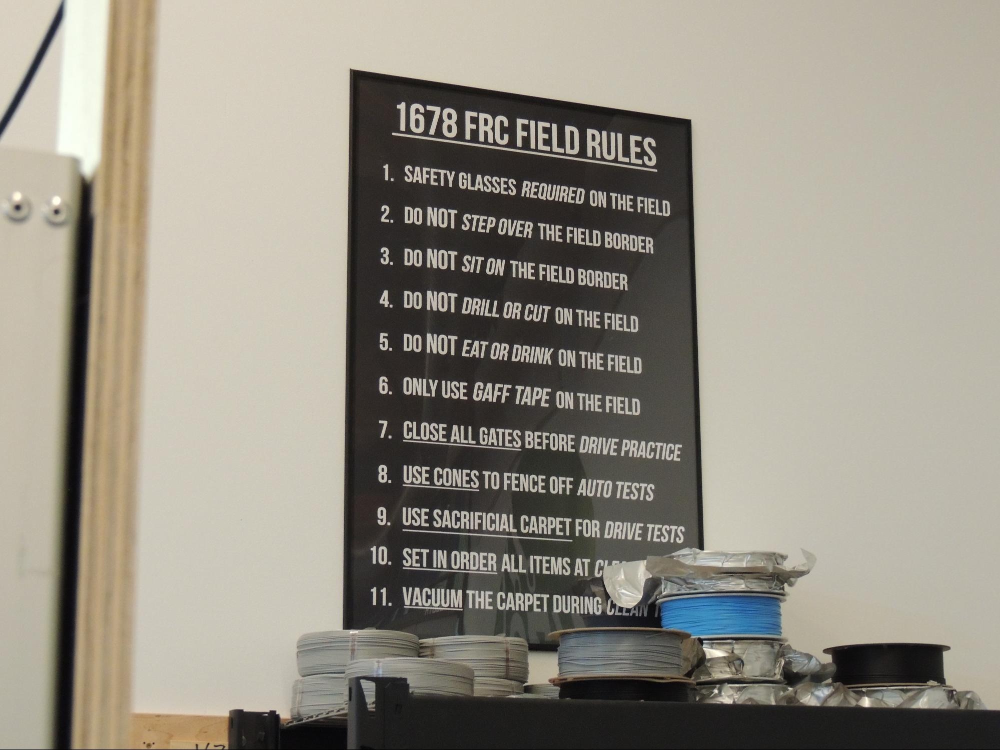 1678 FRC FIELD RULES
1. SAFETY GLASSES REQUIRED ON THE FIELD
2. DO NOT STEP OVER THE FIELD BORDER
3. DO NOT SIT ON THE FIELD BORDER
4. DO NOT DRILL OR CUT ON THE FIELD
5. DO NOT EAT OR DRINK ON THE FIELD
6. ONLY USE GAFF TAPE ON THE FIELD
7. CLOSE ALL GATES BEFORE DRIVE PRACTICE
8. USE CONES TO FENCE OFF AUTO TESTS
9. USE SACRIFICIAL CARPET FOR DRIVE TESTS
10. SET IN ORDER ALL ITEMS AT
11. VACUUM THE CARPET DURING CLEAN